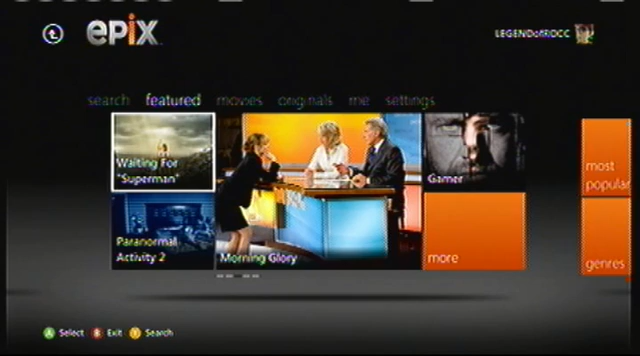 epix
LEGENDofROCC
search featured movies originals me settings
Waiting For
"Superman"
Gamer
most
popular
Paranormal
Activity 2
Morning Glory
more
genres
A Select B Exit Y Search